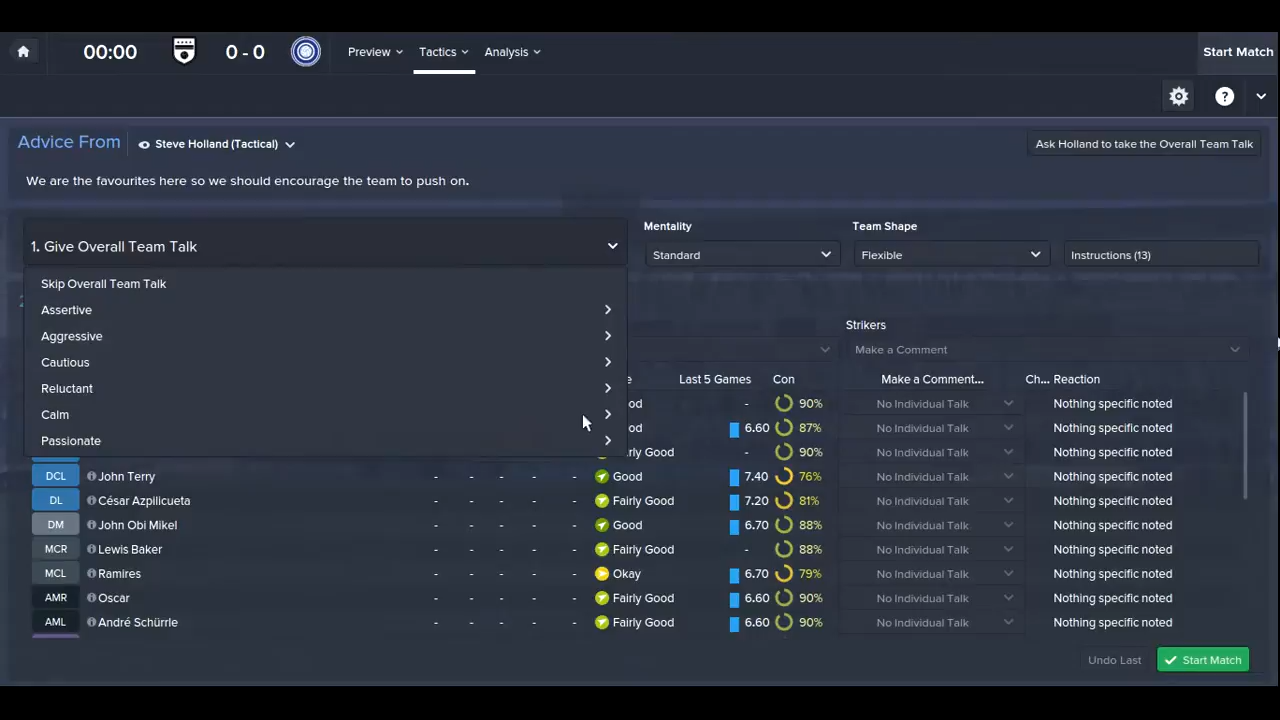 00:00 0 - 0 Preview Tactics Analysis Start Match
?
Advice From Steve Holland (Tactical) Ask Holland to take the Overall Team Talk
We are the favourites here so we should encourage the team to push on.
Mentality Team Shape
1. Give Overall Team Talk Standard Flexible Instructions (13)
Skip Overall Team Talk
Assertive
Strikers
Aggressive
Make a Comment
Cautious
Last 5 Games Con Make a Comment... Ch... Reaction
Reluctant
- 90% No Individual Talk Nothing specific noted
Calm
6.60 87% No Individual Talk Nothing specific noted
Passionate
- 90% No Individual Talk Nothing specific noted
DCL John Terry - - - - Good 7.40 76% No Individual Talk Nothing specific noted
DL César Azpilicueta - - - - Fairly Good 7.20 81% No Individual Talk Nothing specific noted
DM John Obi Mikel - - - - Good 6.70 88% No Individual Talk Nothing specific noted
MCR Lewis Baker - - - - Fairly Good - 88% No Individual Talk Nothing specific noted
MCL Ramires - - - - Okay 6.70 79% No Individual Talk Nothing specific noted
AMR Oscar - - - - Fairly Good 6.60 90% No Individual Talk Nothing specific noted
AML André Schürrle - - - - Fairly Good 6.60 90% No Individual Talk Nothing specific noted
Undo Last Start Match